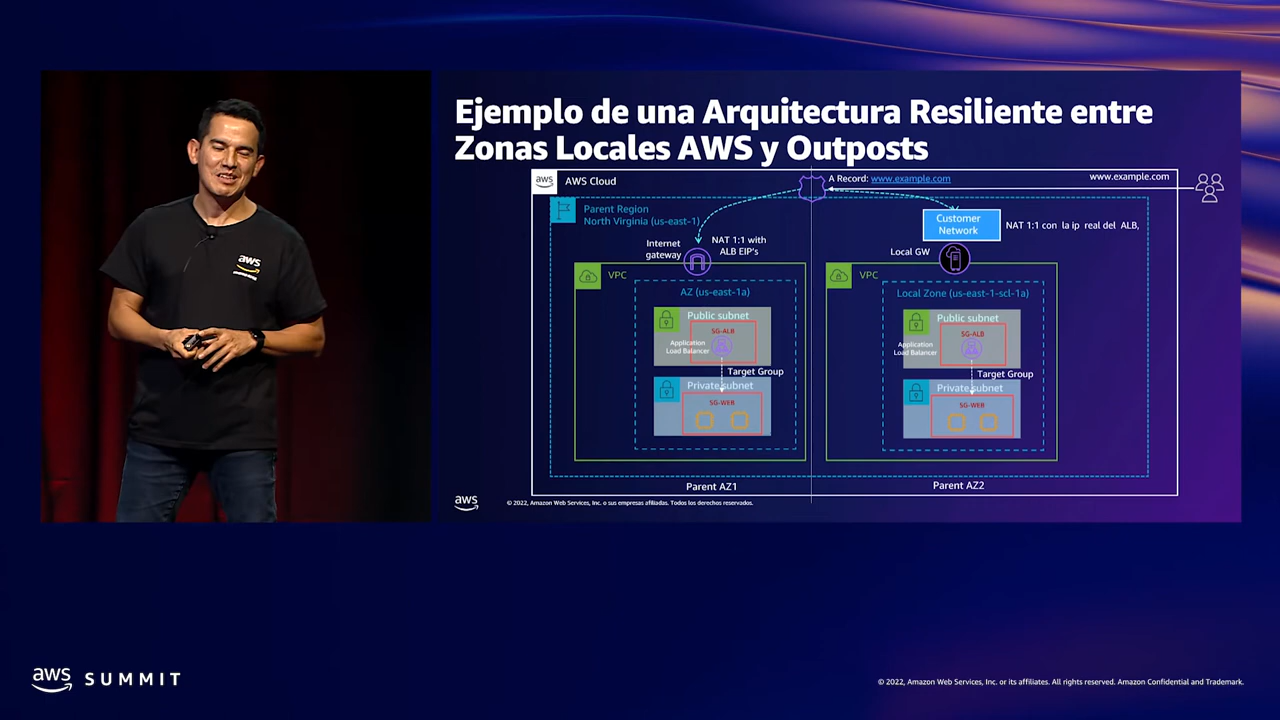 aws
Ejemplo de una Arquitectura Resiliente entre
Zonas Locales AWS y Outposts
aws
AWS Cloud
A Record: www.example.com
www.example.com
Parent Region
North Virginia (us-east-1)
Internet
gateway
NAT 1:1 with
ALB EIP's
Customer
Network
NAT 1:1 con la ip real del ALB,
Local GW
VPC
AZ (us-east-1a)
Public subnet
SG-ALB
Application
Load Balancer
Target Group
Private subnet
SG-WEB
VPC
Local Zone (us-east-1-scl-1a)
Public subnet
SG-ALB
Application
Load Balancer
Target Group
Private subnet
SG-WEB
Parent AZ1
Parent AZ2
aws
© 2022, Amazon Web Services, Inc. o sus empresas affiliadas. Todos los derechos reservados.
aws SUMMIT
© 2022, Amazon Web Services, Inc. or its affiliates. All rights reserved. Amazon Confidential and Trademark.